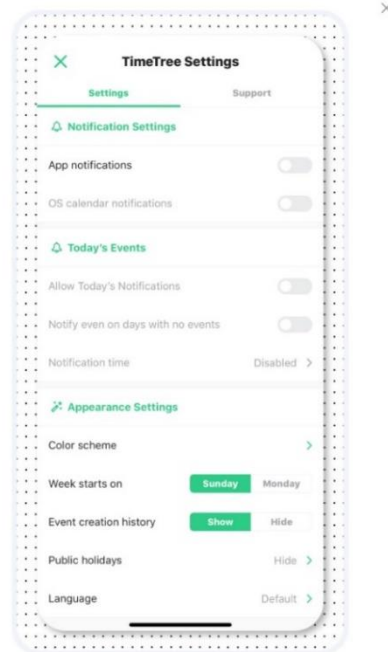 TimeTree Settings
Settings Support
Notification Settings
App notifications
OS calendar notifications
Today's Events
Allow Today's Notifications
Notify even on days with no events
Notification time Disabled
Appearance Settings
Color scheme
Week starts on Sunday Monday
Event creation history Show Hide
Public holidays Hide
Language Default